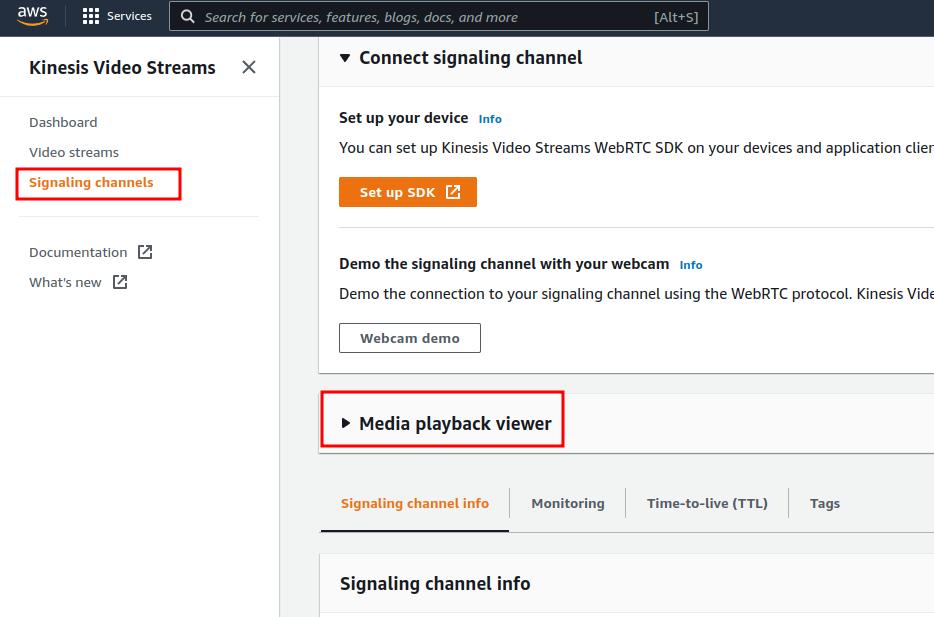 aws
Services
Search for services, features, blogs, docs, and more
[Alt+S]
Kinesis Video Streams
Dashboard
Video streams
Signaling channels
Documentation
What's new
Connect signaling channel
Set up your device Info
You can set up Kinesis Video Streams WebRTC SDK on your devices and application clien
Set up SDK
Demo the signaling channel with your webcam Info
Demo the connection to your signaling channel using the WebRTC protocol. Kinesis Vide
Webcam demo
Media playback viewer
Signaling channel info
Monitoring
Time-to-live (TTL)
Tags
Signaling channel info